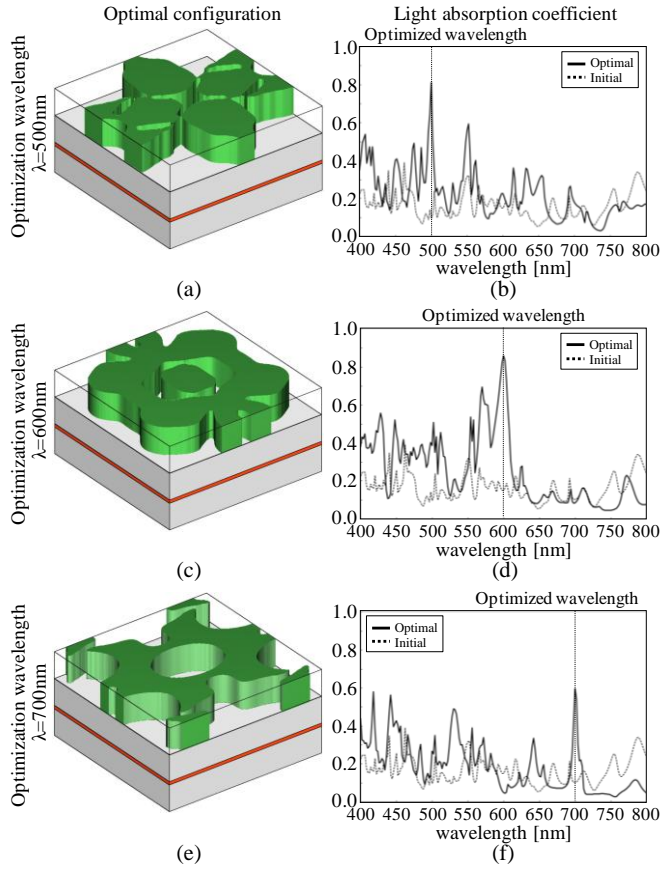 Optimal configuration
Light absorption coefficient
Optimization wavelength
λ=500nm
Optimized wavelength
Optimal
Initial
1.0
0.8
0.6
0.4
0.2
0.0
400 450 500 550 600 650 700 750 800
wavelength [nm]
(a)
(b)
Optimization wavelength
λ=600nm
Optimized wavelength
Optimal
Initial
1.0
0.8
0.6
0.4
0.2
0.0
400 450 500 550 600 650 700 750 800
wavelength [nm]
(c)
(d)
Optimization wavelength
λ=700nm
Optimized wavelength
Optimal
Initial
1.0
0.8
0.6
0.4
0.2
0.0
400 450 500 550 600 650 700 750 800
wavelength [nm]
(e)
(f)